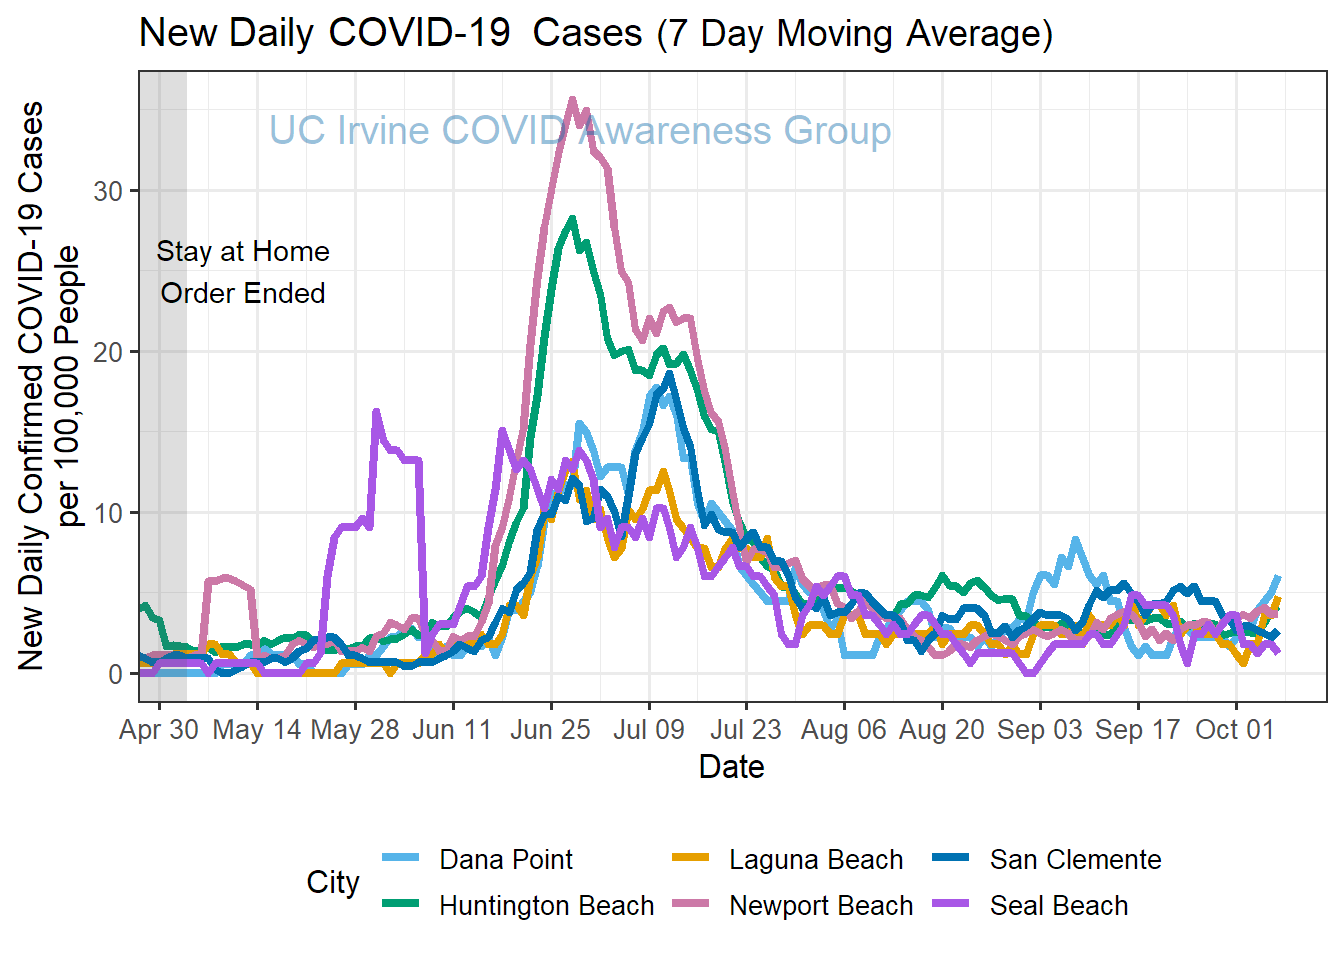 New Daily COVID-19 Cases (7 Day Moving Average)
UC Irvine COVID Awareness Group
New Daily Confirmed COVID-19 Cases
per 100,000 People
30
20
10
0
Stay at Home
Order Ended
Apr 30 May 14 May 28 Jun 11 Jun 25 Jul 09 Jul 23 Aug 06 Aug 20 Sep 03 Sep 17 Oct 01
Date
City
Dana Point Laguna Beach San Clemente
Huntington Beach Newport Beach Seal Beach